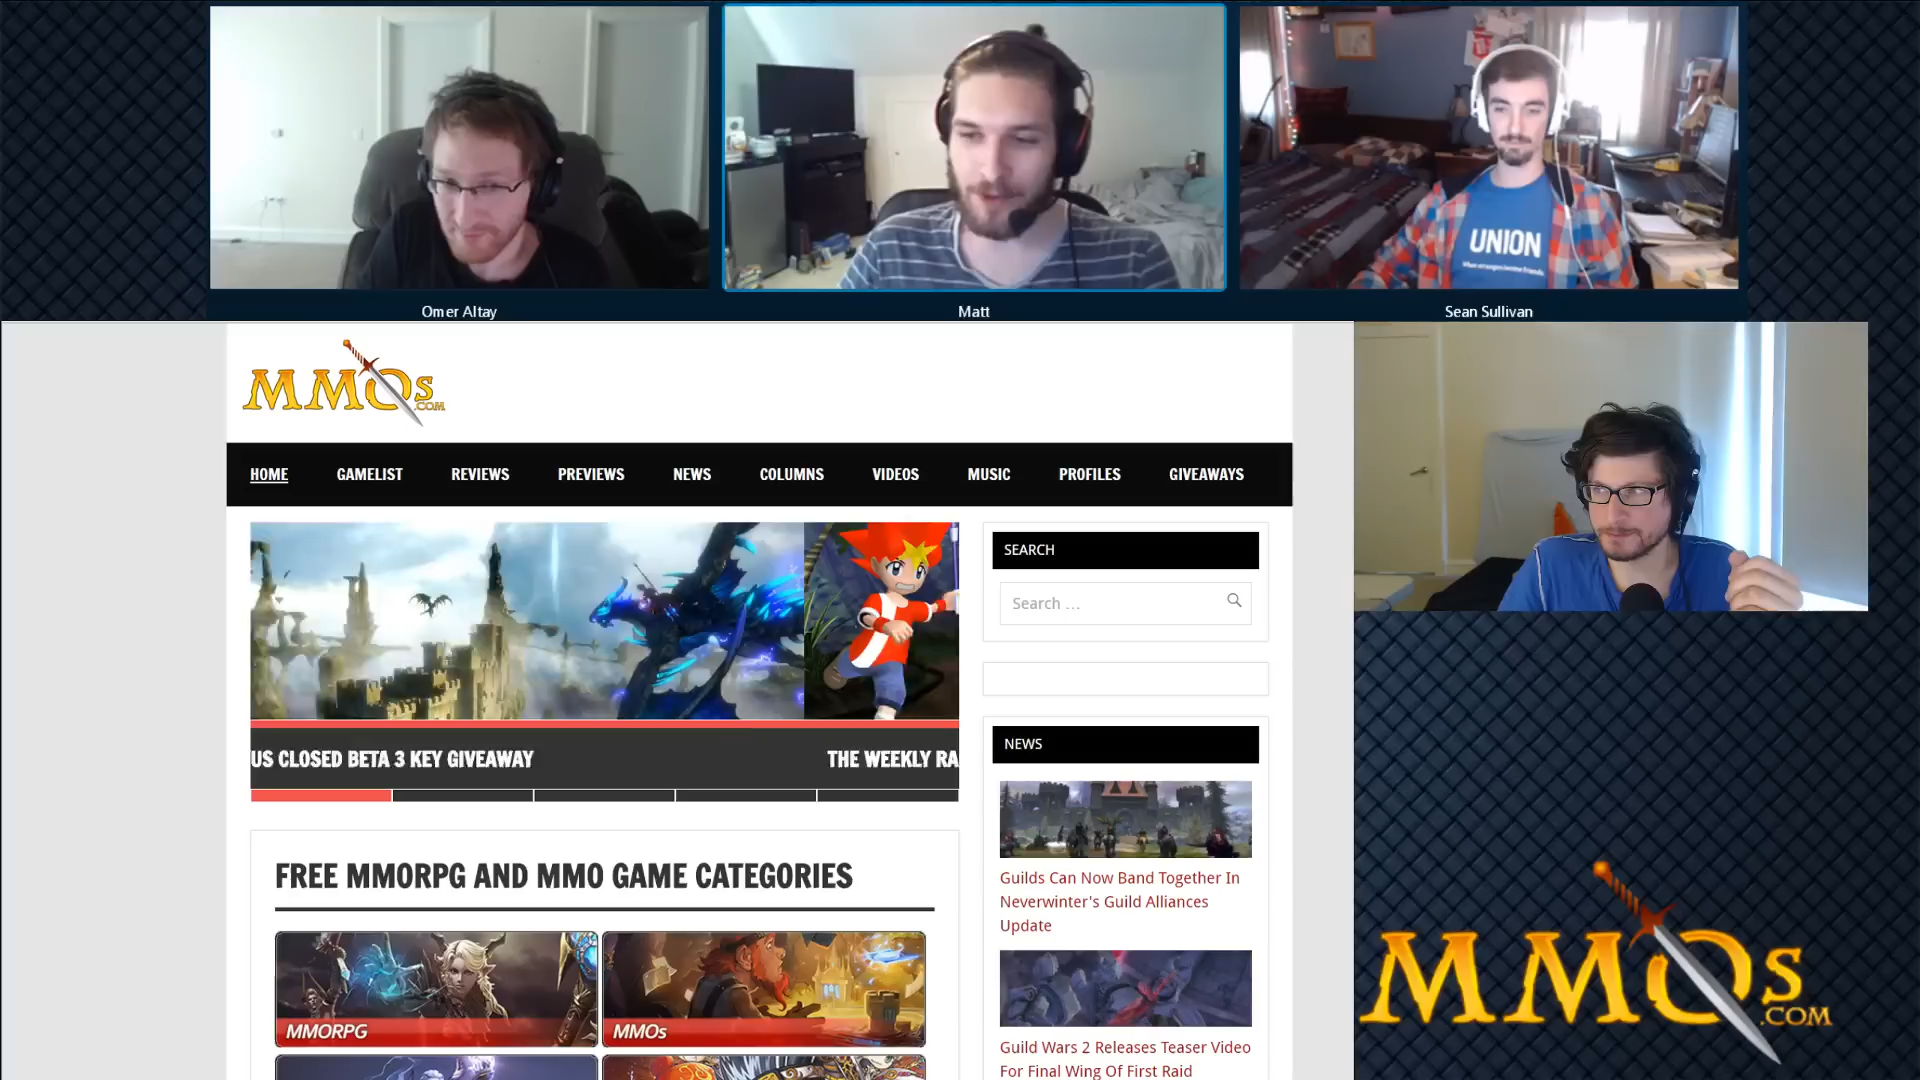 UNION
Omer Altay
Matt
Sean Sullivan
MMOs
.COM
HOME
GAMELIST
REVIEWS
PREVIEWS
NEWS
COLUMNS
VIDEOS
MUSIC
PROFILES
GIVEAWAYS
US CLOSED BETA 3 KEY GIVEAWAY
THE WEEKLY RA
SEARCH
Search ...
NEWS
Guilds Can Now Band Together In
Neverwinter's Guild Alliances
Update
Guild Wars 2 Releases Teaser Video
For Final Wing Of First Raid
FREE MMORPG AND MMO GAME CATEGORIES
MMORPG
MMOs
MMOs
.COM